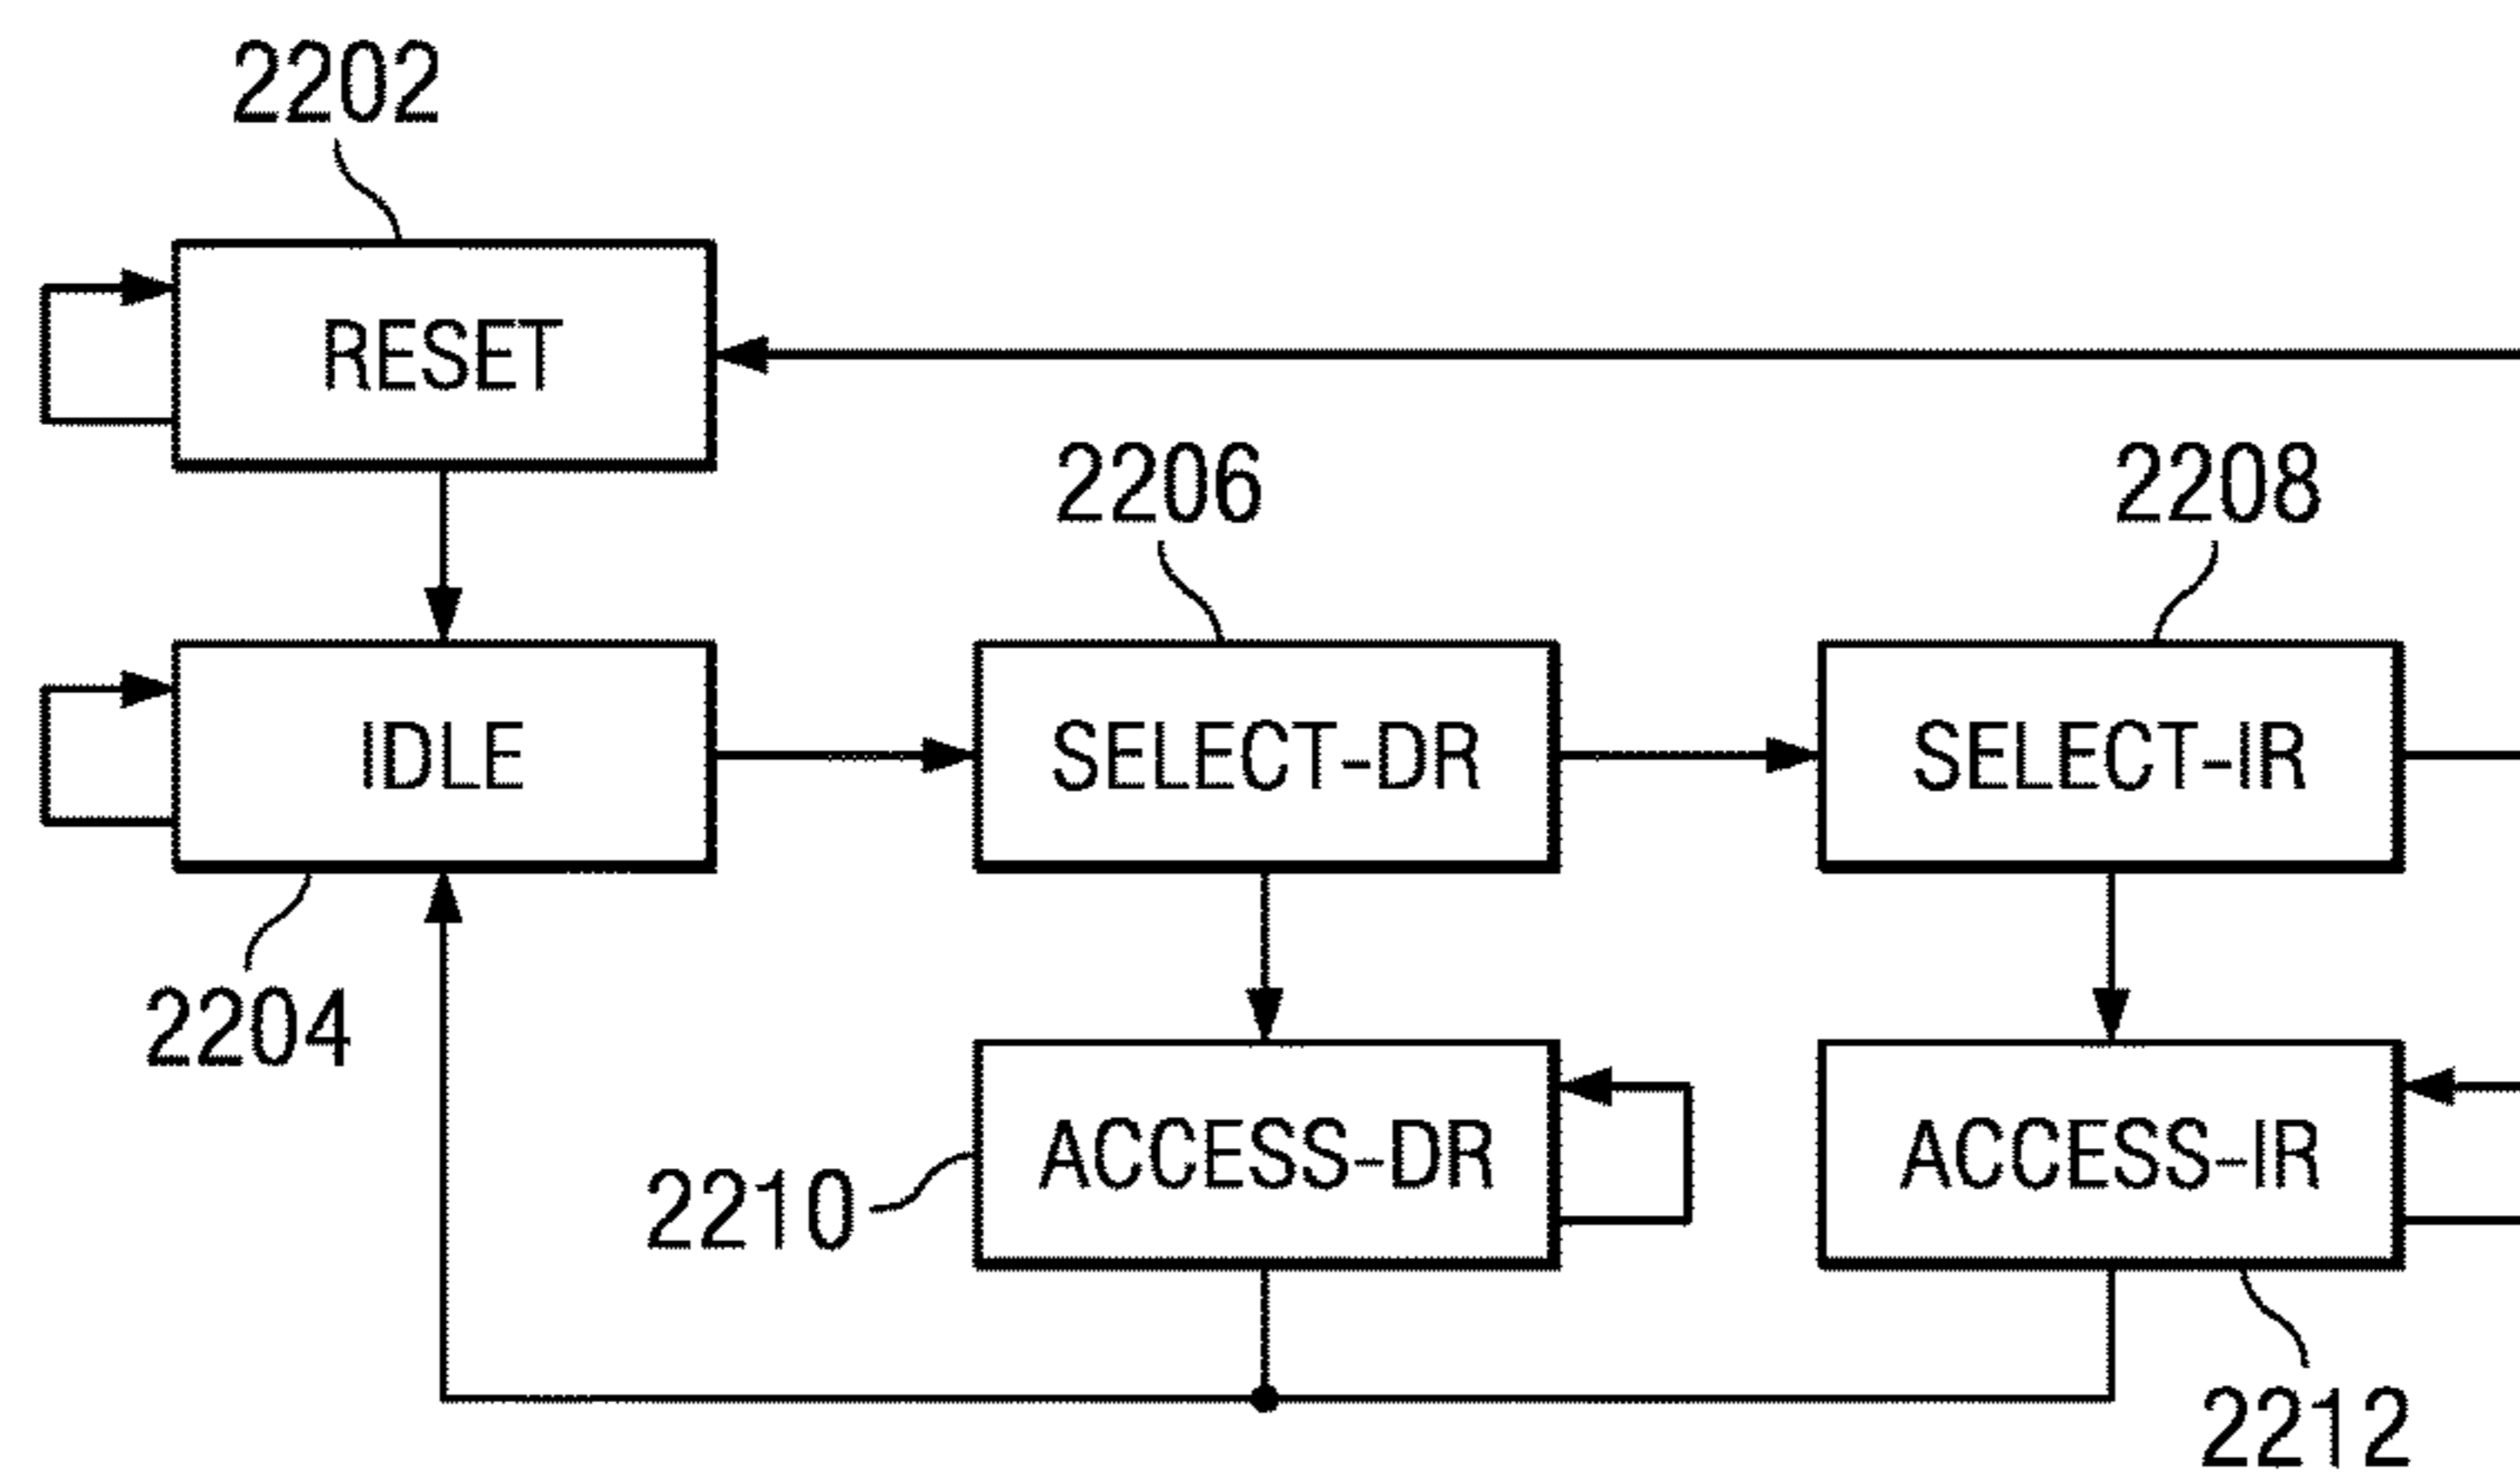 2202
RESET
2206
2208
IDLE
SELECT-DR
SELECT-IR
2204
ACCESS-DR
ACCESS-IR
2210
2212